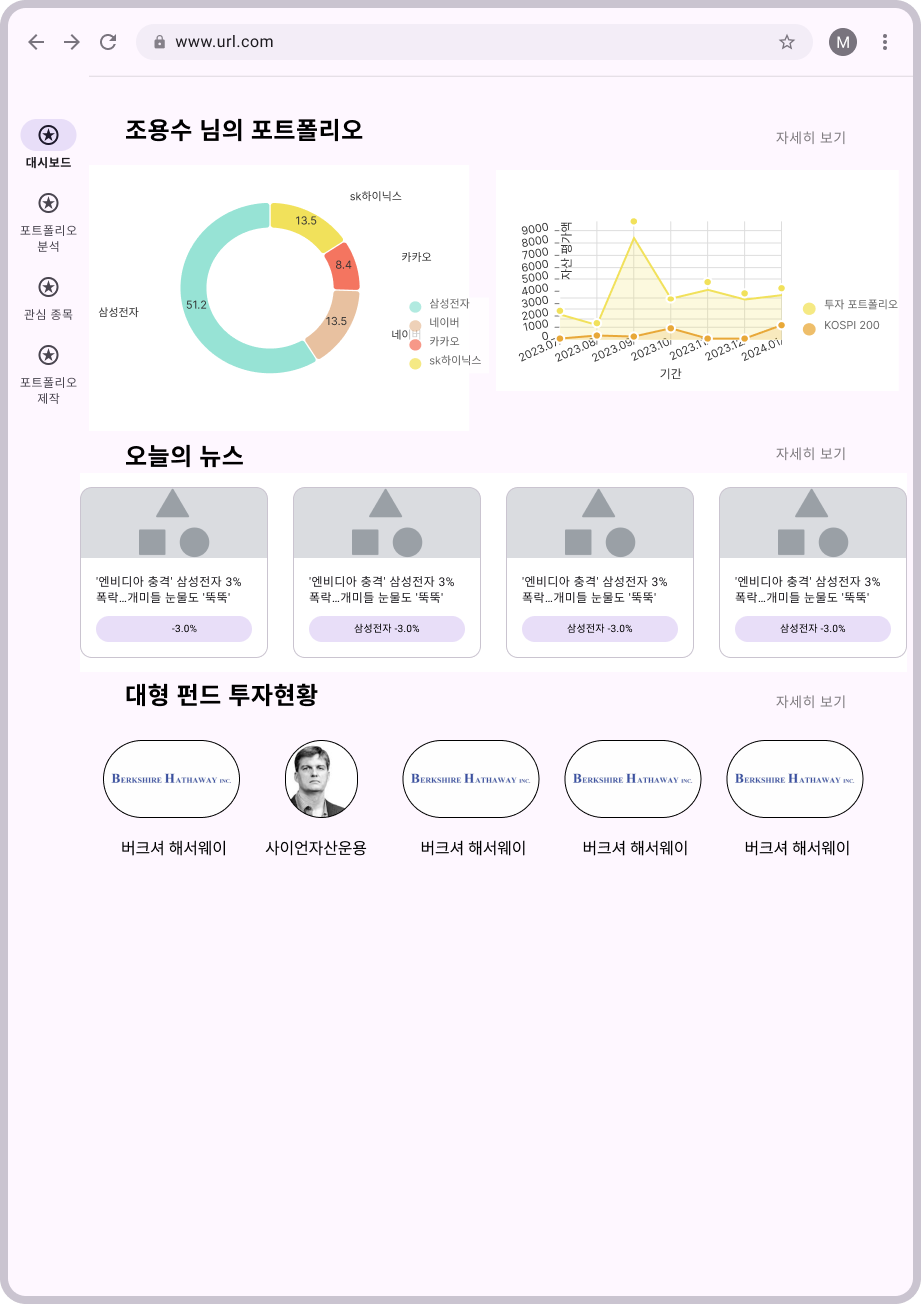 www.url.com
M
대시보드
포트폴리오
분석
관심 종목
포트폴리오
제작
조용수 님의 포트폴리오
자세히 보기
sk하이닉스
13.5
카카오
8.4
삼성전자
51.2
13.5
네이버
삼성전자
네이버
카카오
sk하이닉스
자산 평가액
9000
8000
7000
6000
5000
4000
3000
2000
1000
0
2023.07.
2023.08.
2023.09.
2023.10.
2023.11.
2023.12.
2024.01.
기간
투자 포트폴리오
KOSPI 200
오늘의 뉴스
자세히 보기
'엔비디아 충격' 삼성전자 3%
폭락…개미들 눈물도 '뚝뚝'
-3.0%
'엔비디아 충격' 삼성전자 3%
폭락…개미들 눈물도 '뚝뚝'
삼성전자 -3.0%
'엔비디아 충격' 삼성전자 3%
폭락…개미들 눈물도 '뚝뚝'
삼성전자 -3.0%
'엔비디아 충격' 삼성전자 3%
폭락…개미들 눈물도 '뚝뚝'
삼성전자 -3.0%
대형 펀드 투자현황
자세히 보기
BERKSHIRE HATHAWAY INC.
BERKSHIRE HATHAWAY INC.
BERKSHIRE HATHAWAY INC.
BERKSHIRE HATHAWAY INC.
버크셔 해서웨이
사이언자산운용
버크셔 해서웨이
버크셔 해서웨이
버크셔 해서웨이